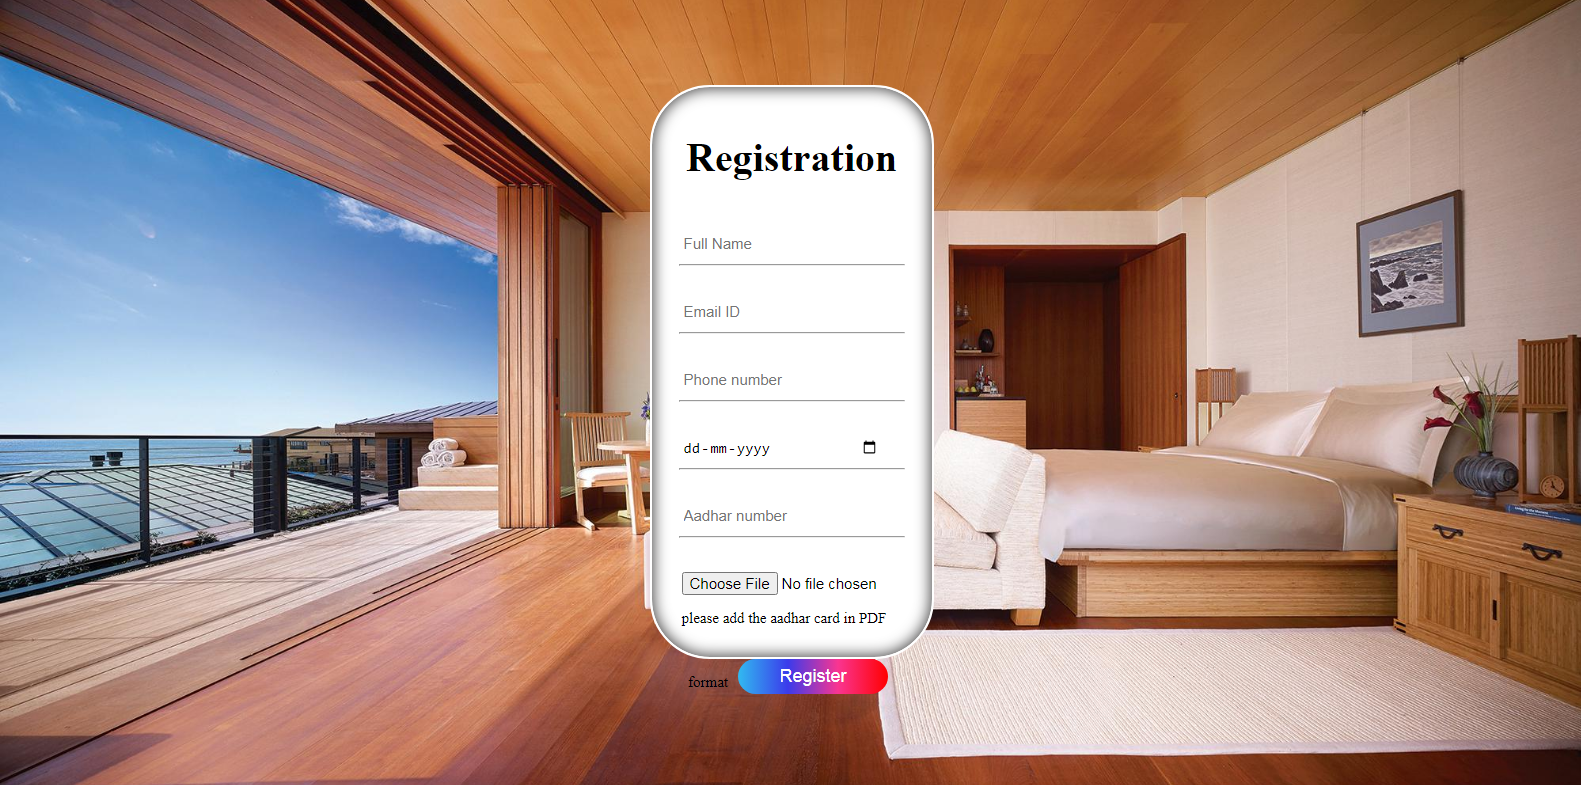 Registration
Full Name
Email ID
Phone number
dd-mm-yyyy
Aadhar number
Choose File No file chosen
please add the aadhar card in PDF
format Register